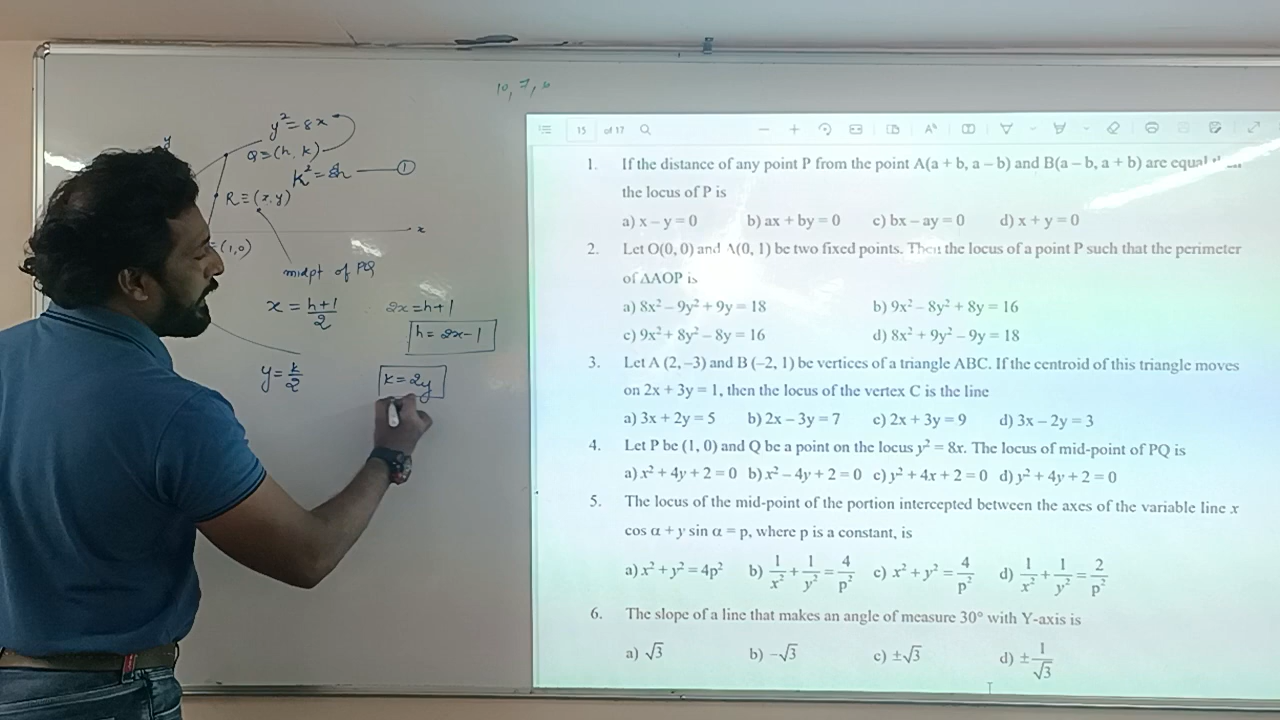 10, 7, 6
y
y² = 8x
Q ≡ (h, k)
k² = 8h —— ①
R ≡ (x, y)
x
≡ (1, 0)
midpt of PQ
x = (h+1)/2
2x = h+1
h = 2x − 1
y = k/2
k = 2y
15 of 17
1. If the distance of any point P from the point A(a + b, a – b) and B(a – b, a + b) are equal
the locus of P is
a) x – y = 0 b) ax + by = 0 c) bx – ay = 0 d) x + y = 0
2. Let O(0, 0) and A(0, 1) be two fixed points. Then the locus of a point P such that the perimeter
of ΔAOP is
a) 8x² – 9y² + 9y = 18 b) 9x² – 8y² + 8y = 16
c) 9x² + 8y² – 8y = 16 d) 8x² + 9y² – 9y = 18
3. Let A (2, –3) and B (–2, 1) be vertices of a triangle ABC. If the centroid of this triangle moves
on 2x + 3y = 1, then the locus of the vertex C is the line
a) 3x + 2y = 5 b) 2x – 3y = 7 c) 2x + 3y = 9 d) 3x – 2y = 3
4. Let P be (1, 0) and Q be a point on the locus y² = 8x. The locus of mid-point of PQ is
a) x² + 4y + 2 = 0 b) x² – 4y + 2 = 0 c) y² + 4x + 2 = 0 d) y² + 4y + 2 = 0
5. The locus of the mid-point of the portion intercepted between the axes of the variable line x
cos α + y sin α = p, where p is a constant, is
a) x² + y² = 4p² b) 1/x² + 1/y² = 4/p² c) x² + y² = 4/p² d) 1/x² + 1/y² = 2/p²
6. The slope of a line that makes an angle of measure 30° with Y-axis is
a) √3 b) –√3 c) ±√3 d) ± 1/√3